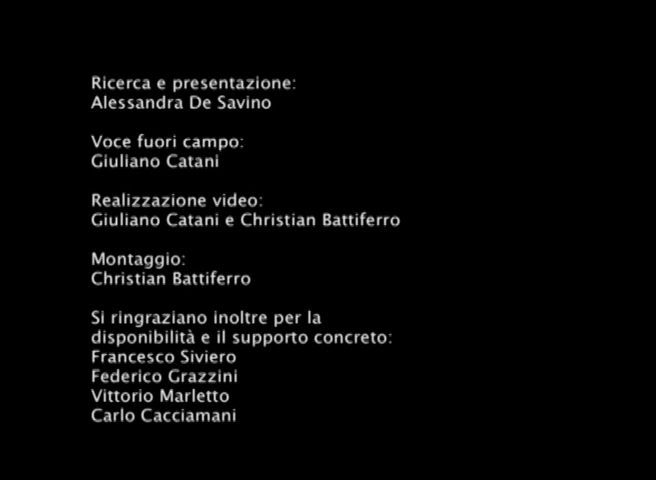 Ricerca e presentazione:
Alessandra De Savino
Voce fuori campo:
Giuliano Catani
Realizzazione video:
Giuliano Catani e Christian Battiferro
Montaggio:
Christian Battiferro
Si ringraziano inoltre per la
disponibilità e il supporto concreto:
Francesco Siviero
Federico Grazzini
Vittorio Marletto
Carlo Cacciamani